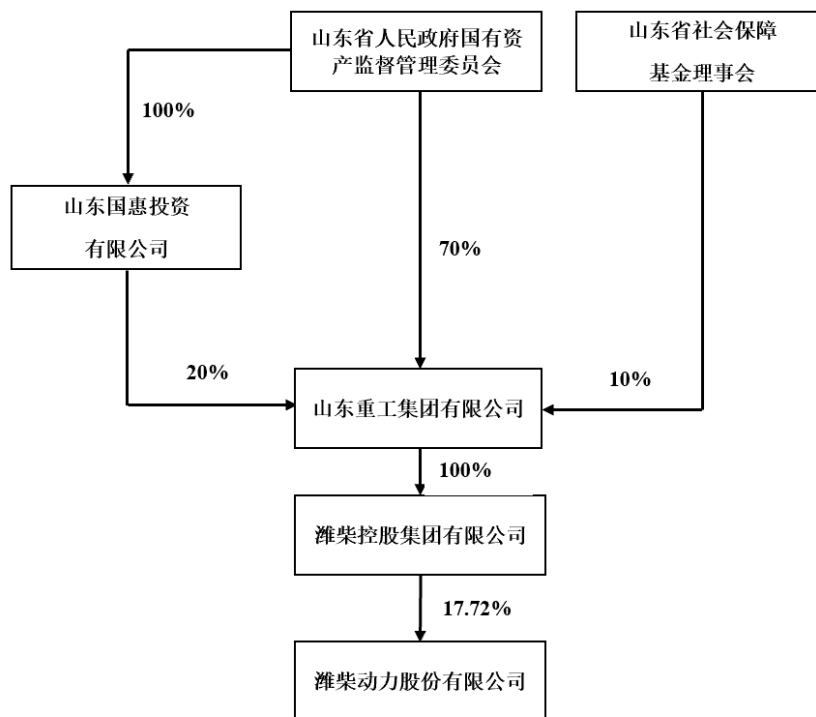 山东省人民政府国有资
产监督管理委员会
山东省社会保障
基金理事会
100%
山东国惠投资
有限公司
70%
20%
10%
山东重工集团有限公司
100%
潍柴控股集团有限公司
17.72%
潍柴动力股份有限公司